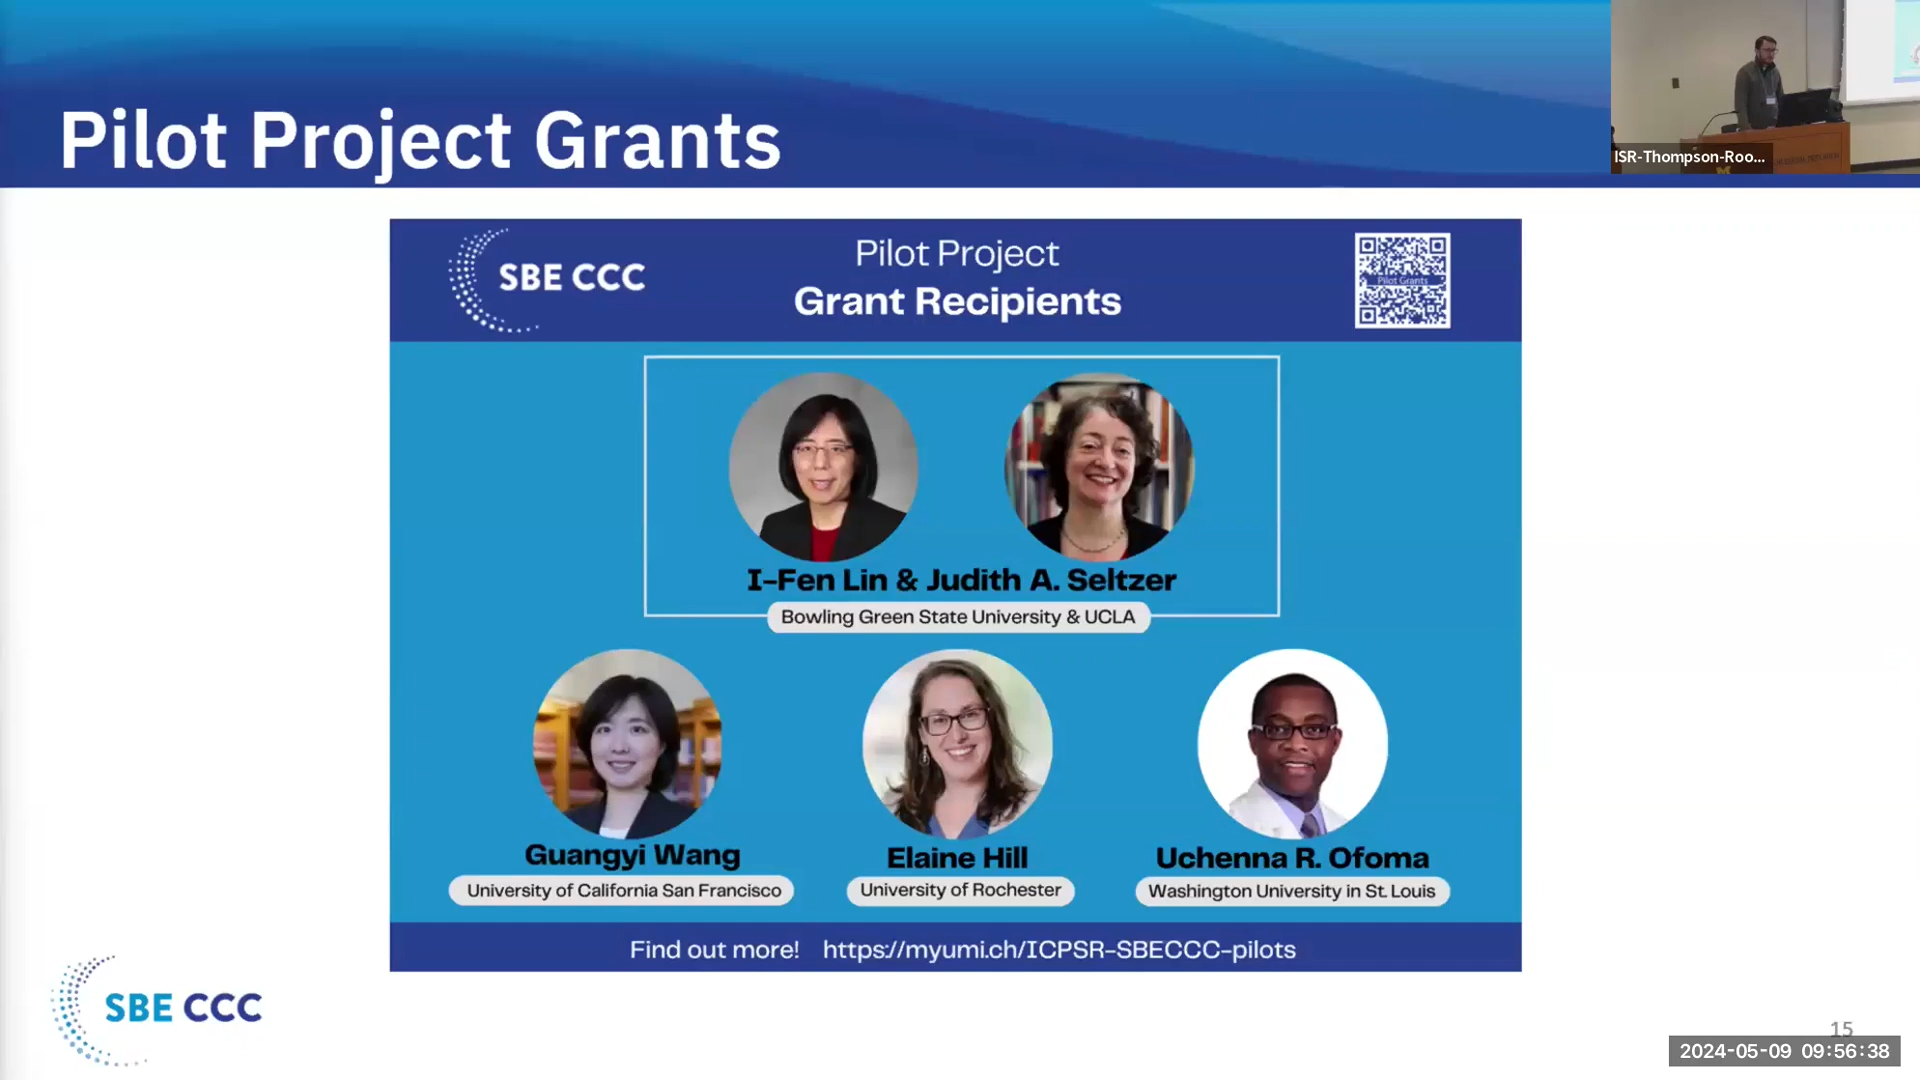 Pilot Project Grants
ISR-Thompson-Roo...
SBE CCC
Pilot Project
Grant Recipients
Pilot Grants
I-Fen Lin & Judith A. Seltzer
Bowling Green State University & UCLA
Guangyi Wang
University of California San Francisco
Elaine Hill
University of Rochester
Uchenna R. Ofoma
Washington University in St. Louis
Find out more! https://myumi.ch/ICPSR-SBECCC-pilots
SBE CCC
15
2024-05-09 09:56:38